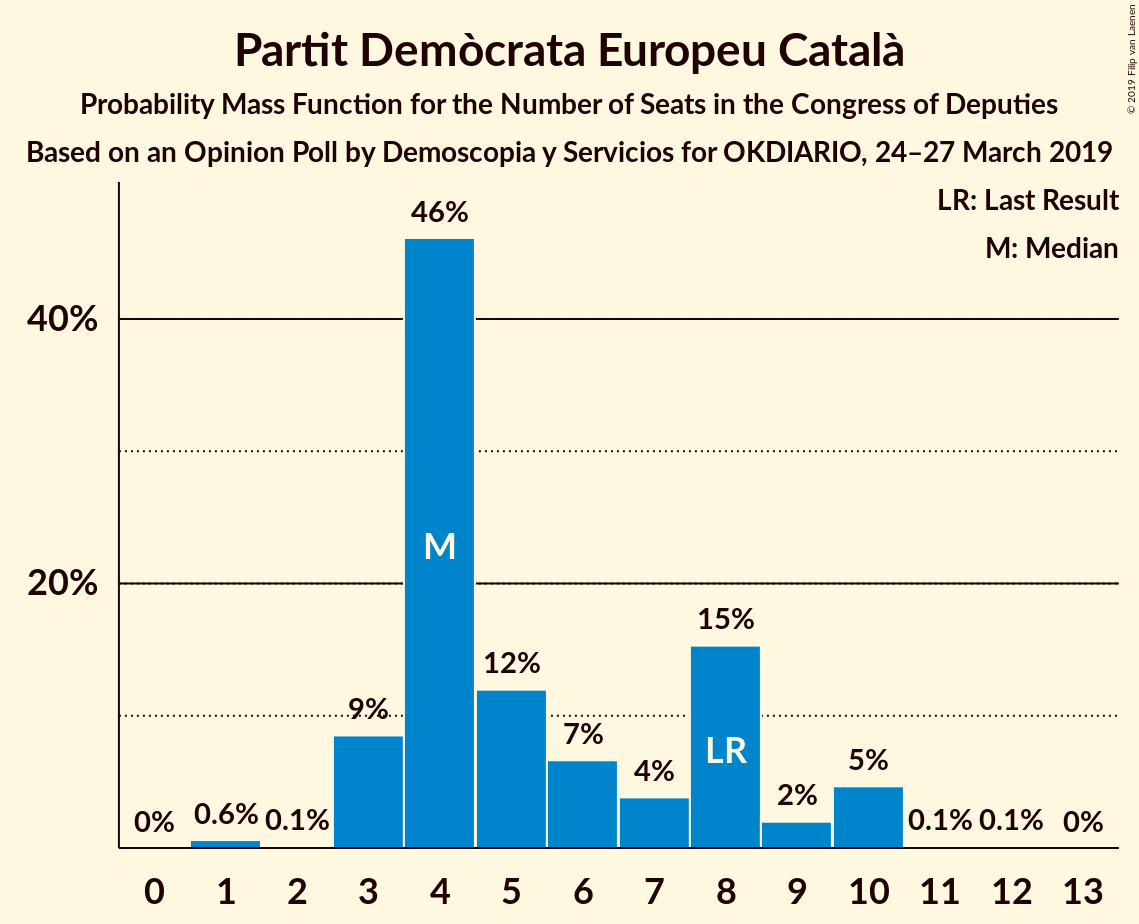 Partit Demòcrata Europeu Català
Probability Mass Function for the Number of Seats in the Congress of Deputies
Based on an Opinion Poll by Demoscopia y Servicios for OKDIARIO, 24–27 March 2019
© 2019 Filip van Laenen
LR: Last Result
M: Median
40%
20%
0%
0.6%
0.1%
9%
46%
12%
7%
4%
15%
2%
5%
0.1%
0.1%
0%
M
LR
0 1 2 3 4 5 6 7 8 9 10 11 12 13